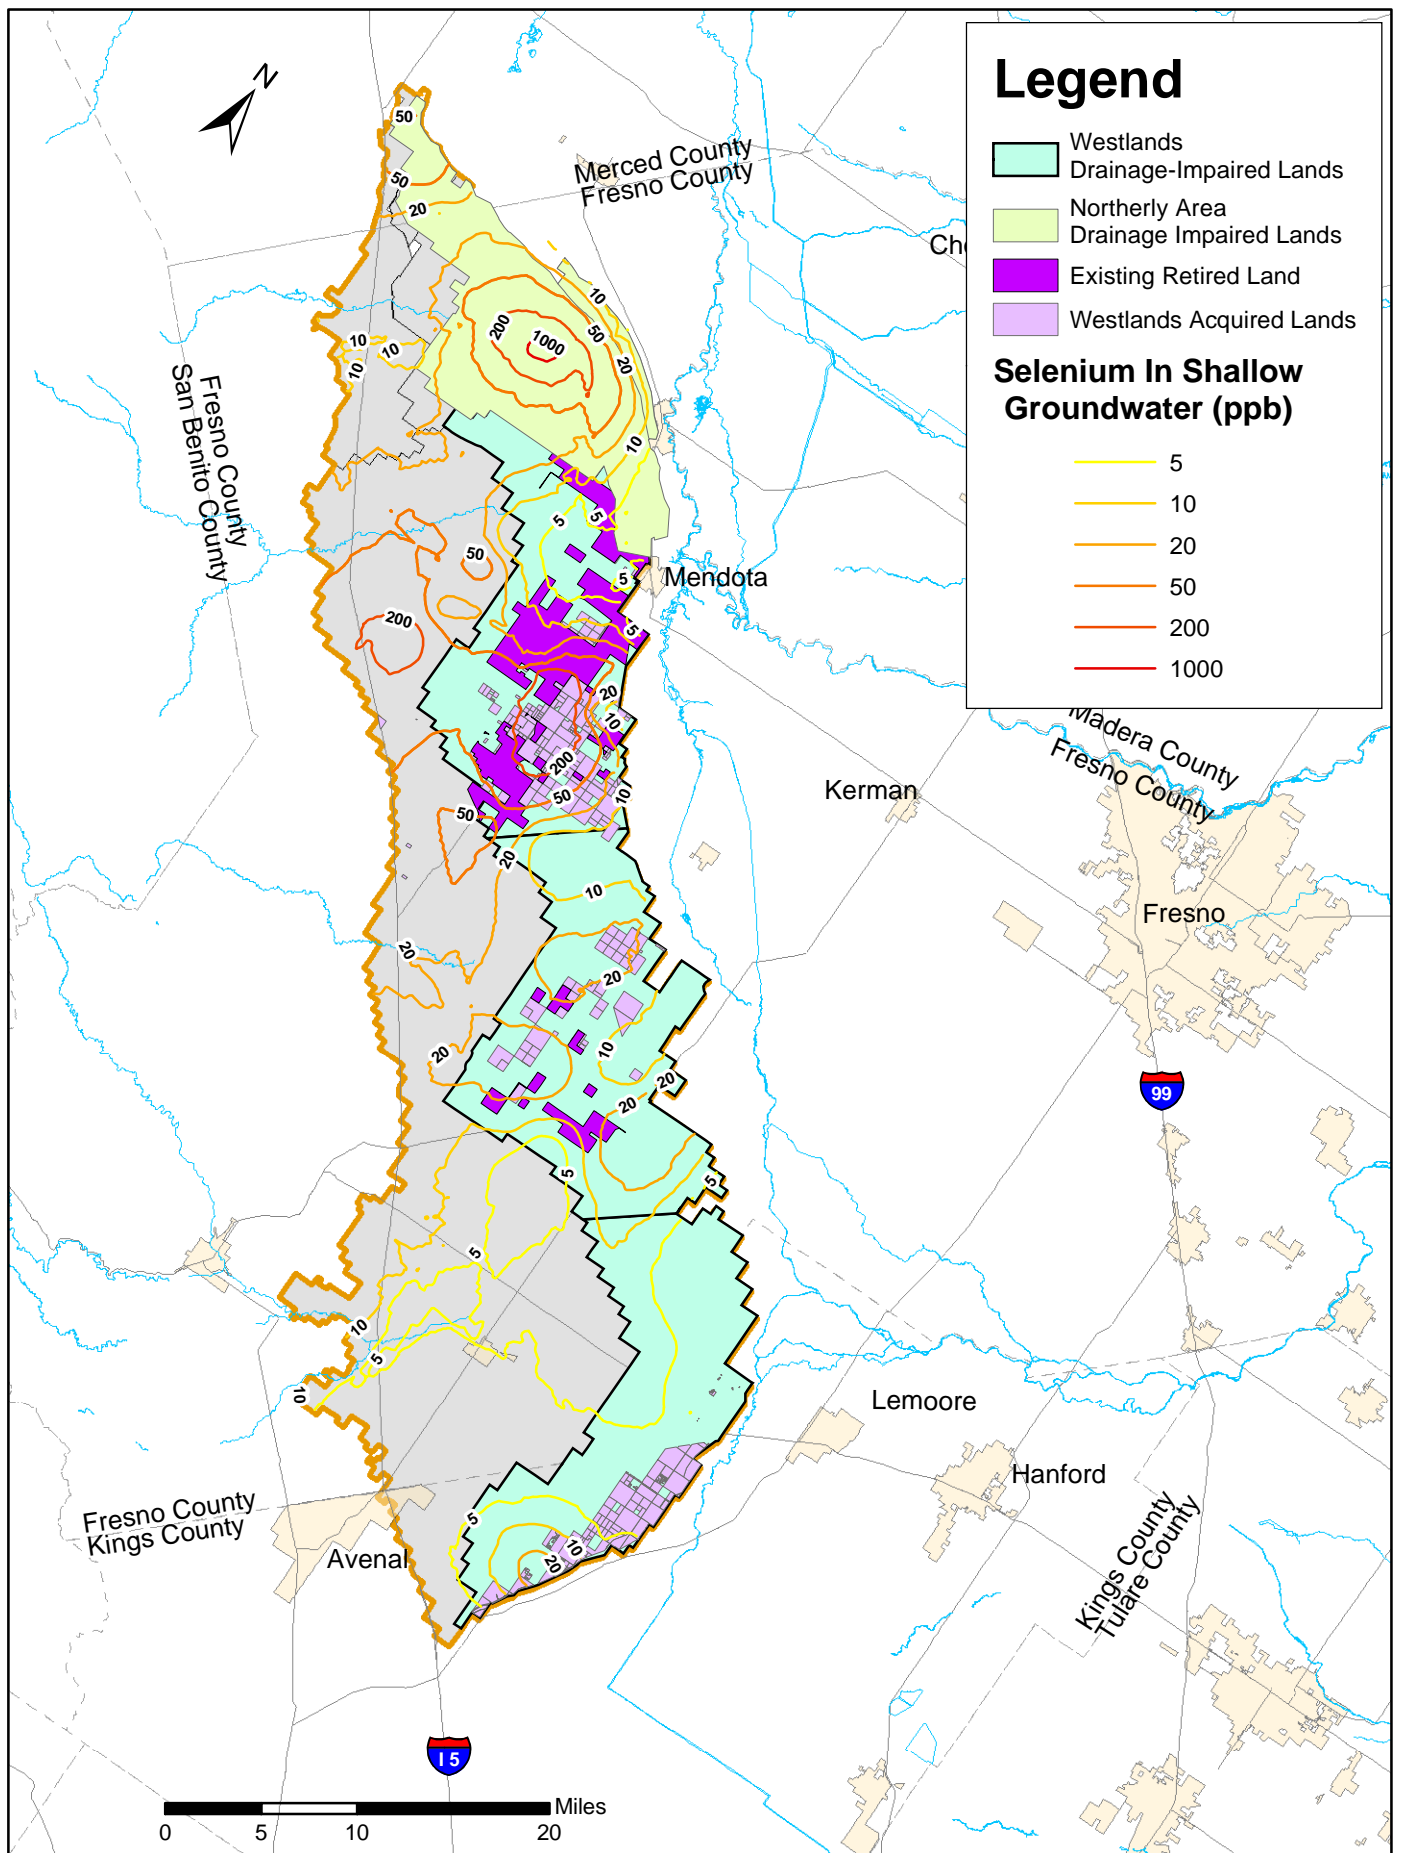 N
Legend
Westlands
Drainage-Impaired Lands
Northerly Area
Drainage Impaired Lands
Existing Retired Land
Westlands Acquired Lands
Selenium In Shallow
Groundwater (ppb)
5
10
20
50
200
1000
Merced County
Fresno County
Fresno County
San Benito County
Madera County
Fresno County
Fresno County
Kings County
Kings County
Tulare County
Mendota
Kerman
Fresno
Lemoore
Hanford
Avenal
50
50
20
10
200
1000
50
20
10
10
10
10
5
5
50
5
200
5
20
10
200
50
10
50
20
10
20
20
10
20
20
20
5
5
5
10
5
10
5
10
20
99
I 5
Miles
0
5
10
20